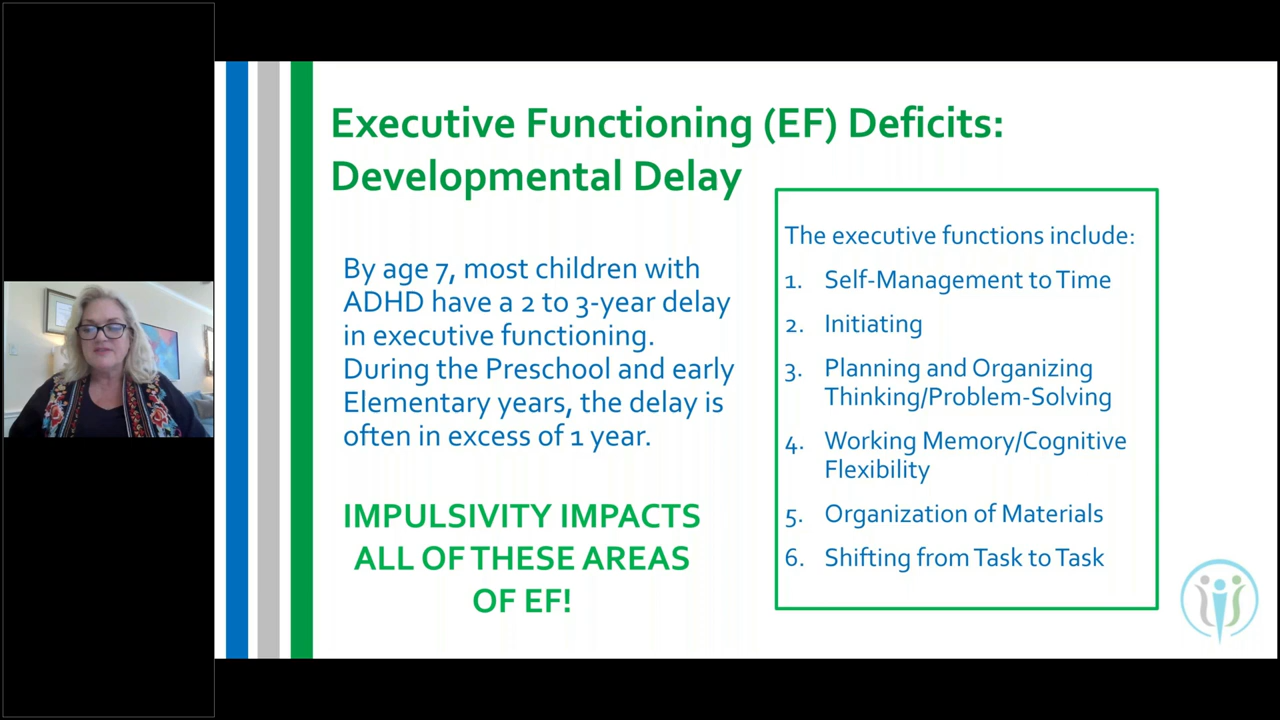 Executive Functioning (EF) Deficits:
Developmental Delay
By age 7, most children with
ADHD have a 2 to 3-year delay
in executive functioning.
During the Preschool and early
Elementary years, the delay is
often in excess of 1 year.
IMPULSIVITY IMPACTS
ALL OF THESE AREAS
OF EF!
The executive functions include:
1. Self-Management to Time
2. Initiating
3. Planning and Organizing
Thinking/Problem-Solving
4. Working Memory/Cognitive
Flexibility
5. Organization of Materials
6. Shifting from Task to Task